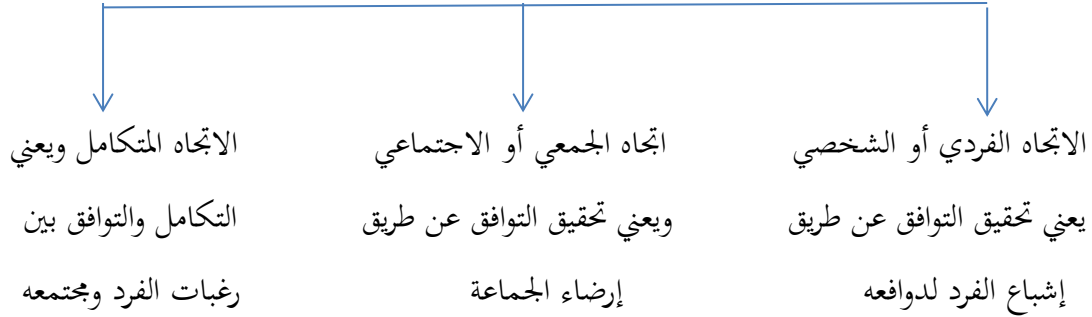 الاتجاه الفردي أو الشخصي
يعني تحقيق التوافق عن طريق
إشباع الفرد لدوافعه
اتجاه الجمعي أو الاجتماعي
ويعني تحقيق التوافق عن طريق
إرضاء الجماعة
الاتجاه المتكامل ويعني
التكامل والتوافق بين
رغبات الفرد ومجتمعه